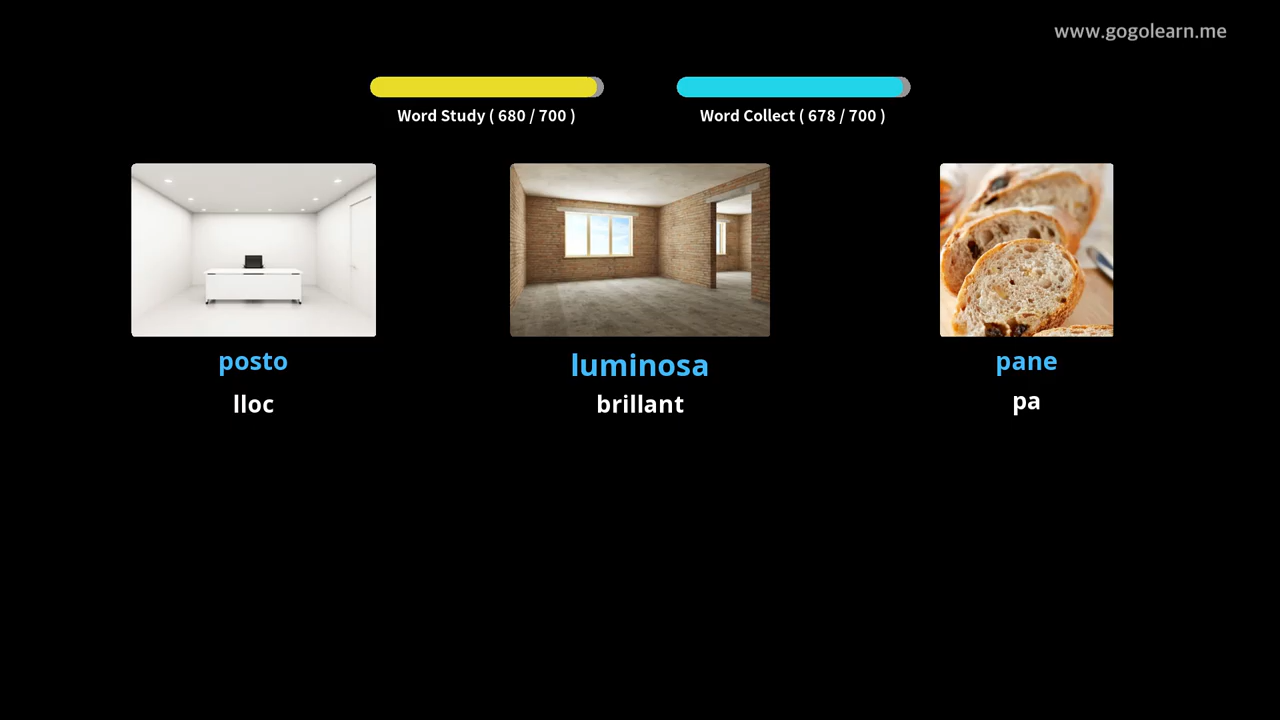 www.gogolearn.me
Word Study ( 680 / 700 )
Word Collect ( 678 / 700 )
posto
luminosa
pane
lloc
brillant
pa